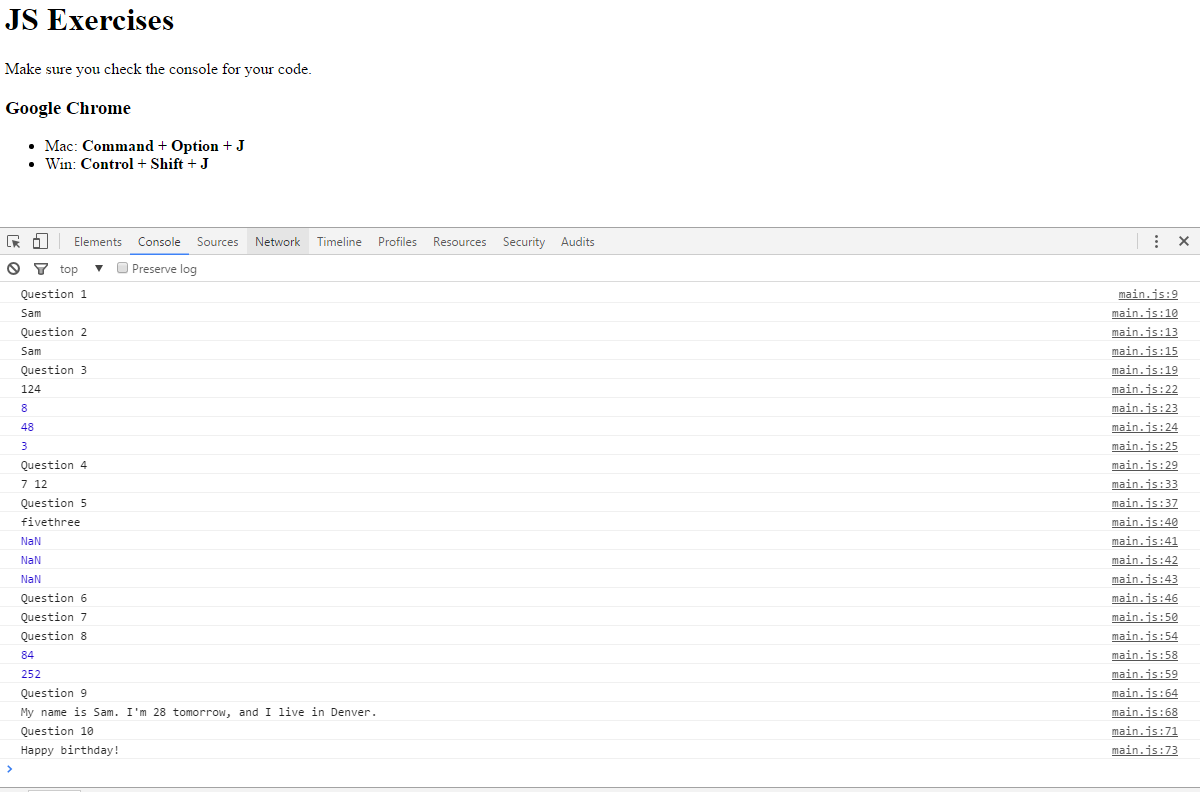 JS Exercises
Make sure you check the console for your code.
Google Chrome
Mac: Command + Option + J
Win: Control + Shift + J
Elements Console Sources Network Timeline Profiles Resources Security Audits
top Preserve log
Question 1 main.js:9
Sam main.js:10
Question 2 main.js:13
Sam main.js:15
Question 3 main.js:19
124 main.js:22
8 main.js:23
48 main.js:24
3 main.js:25
Question 4 main.js:29
7 12 main.js:33
Question 5 main.js:37
fivethree main.js:40
NaN main.js:41
NaN main.js:42
NaN main.js:43
Question 6 main.js:46
Question 7 main.js:50
Question 8 main.js:54
84 main.js:58
252 main.js:59
Question 9 main.js:64
My name is Sam. I'm 28 tomorrow, and I live in Denver. main.js:68
Question 10 main.js:71
Happy birthday! main.js:73